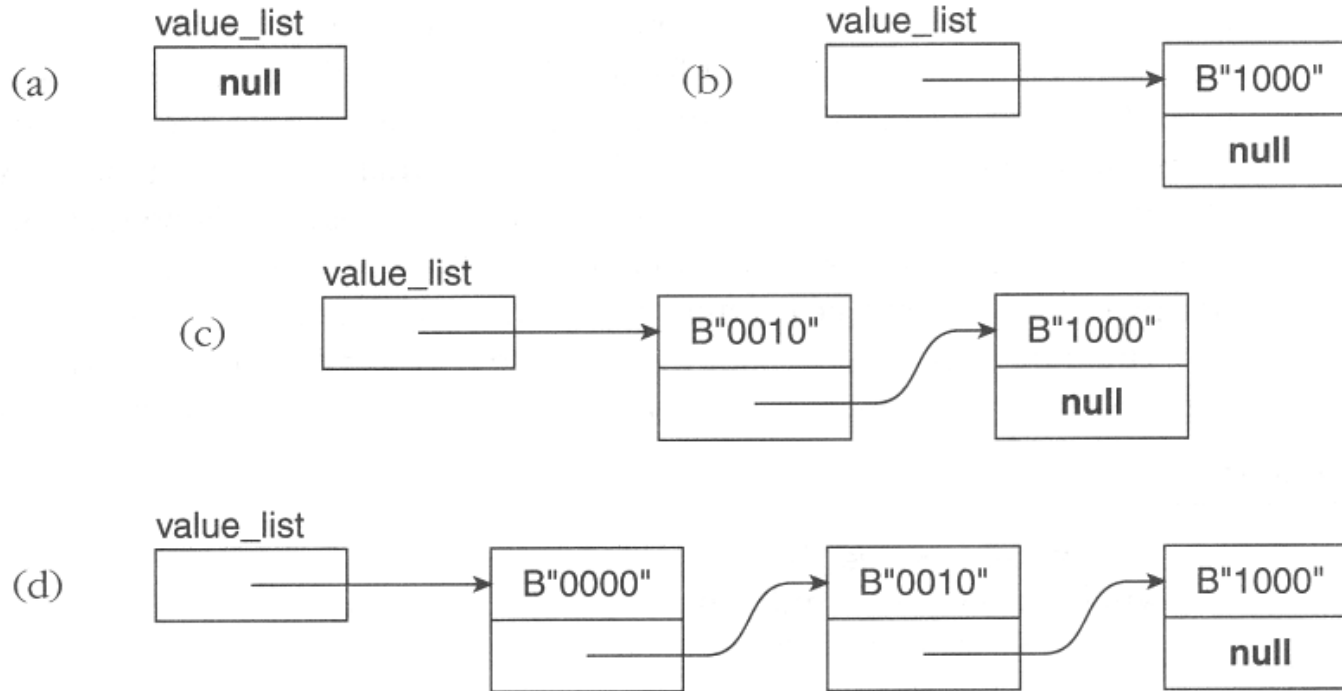 value_list
(a)
null
value_list
(b)
B"1000"
null
value_list
(c)
B"0010"
B"1000"
null
value_list
(d)
B"0000"
B"0010"
B"1000"
null